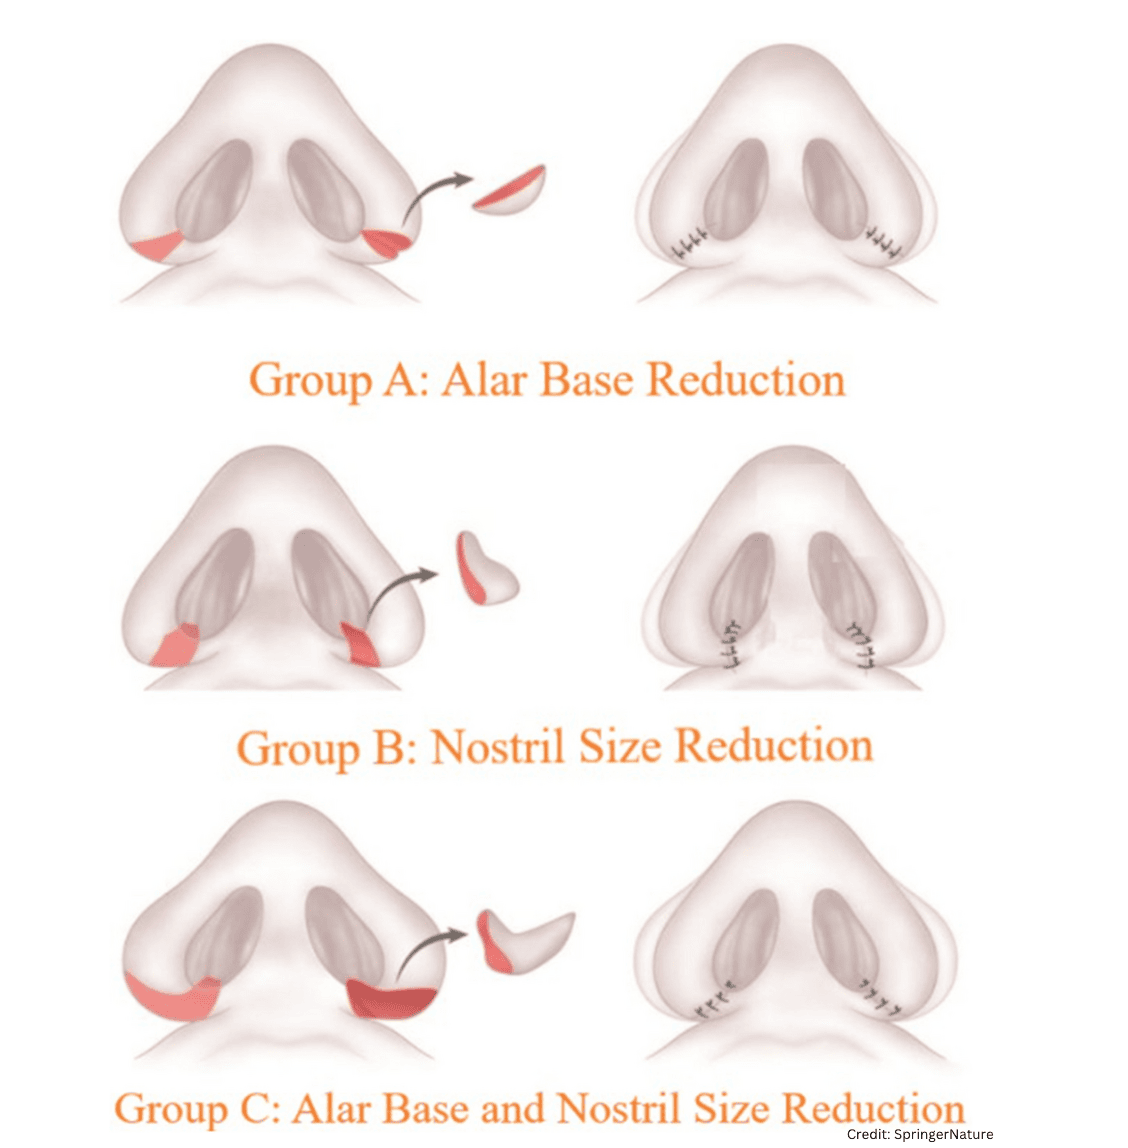 Group A: Alar Base Reduction
Group B: Nostril Size Reduction
Group C: Alar Base and Nostril Size Reduction
Credit: SpringerNature